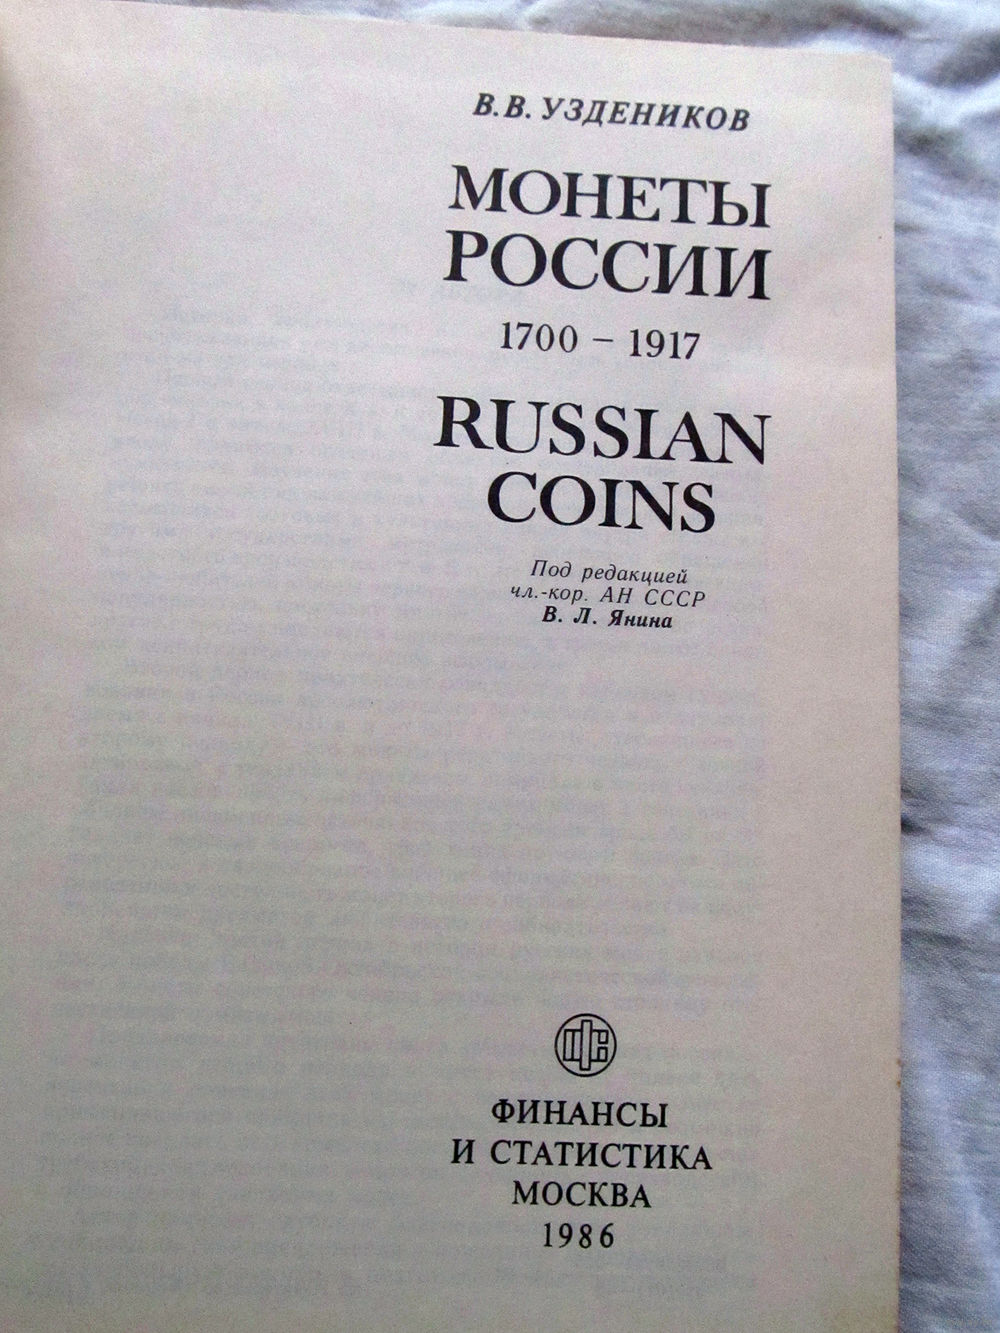 В. В. УЗДЕНИКОВ
МОНЕТЫ
РОССИИ
1700 – 1917
RUSSIAN
COINS
Под редакцией
чл.-кор. АН СССР
В. Л. Янина
ФИНАНСЫ
И СТАТИСТИКА
МОСКВА
1986